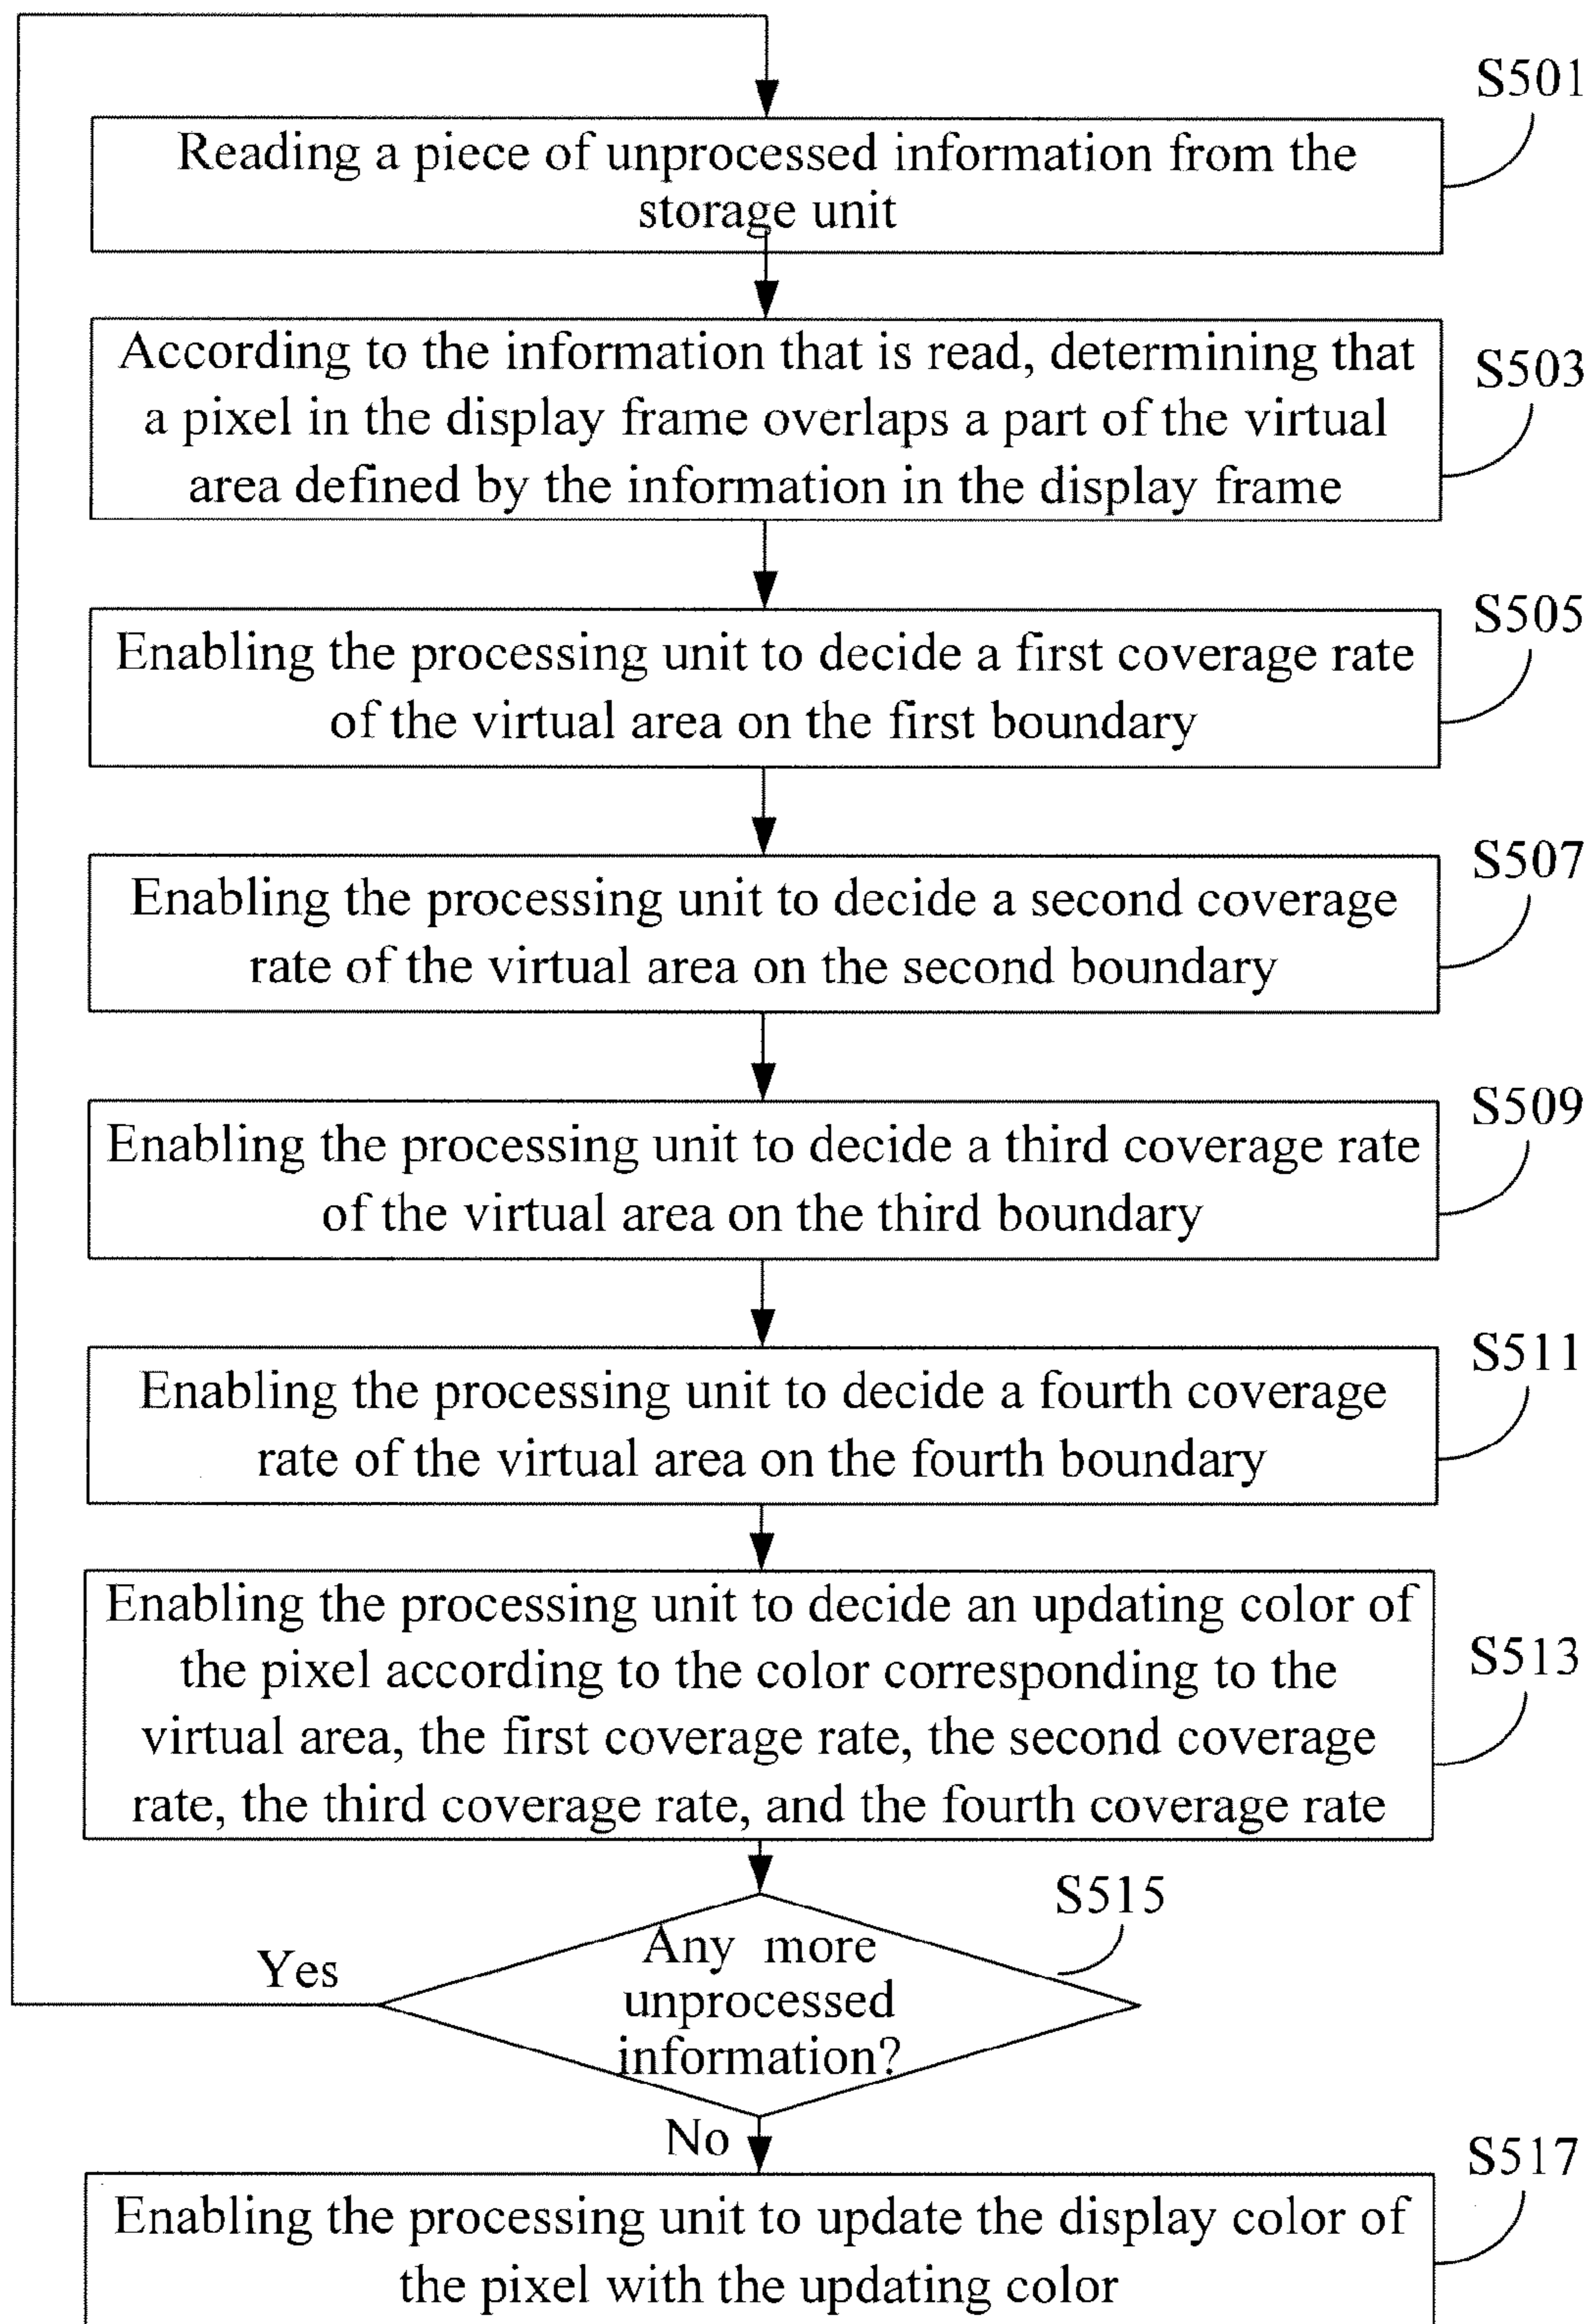 S501
Reading a piece of unprocessed information from the
storage unit
According to the information that is read, determining that
a pixel in the display frame overlaps a part of the virtual
area defined by the information in the display frame
S503
Enabling the processing unit to decide a first coverage rate
of the virtual area on the first boundary
S505
Enabling the processing unit to decide a second coverage
rate of the virtual area on the second boundary
S507
Enabling the processing unit to decide a third coverage rate
of the virtual area on the third boundary
S509
Enabling the processing unit to decide a fourth coverage
rate of the virtual area on the fourth boundary
S511
Enabling the processing unit to decide an updating color of
the pixel according to the color corresponding to the
virtual area, the first coverage rate, the second coverage
rate, the third coverage rate, and the fourth coverage rate
S513
S515
Any more
unprocessed
information?
Yes
No
S517
Enabling the processing unit to update the display color of
the pixel with the updating color